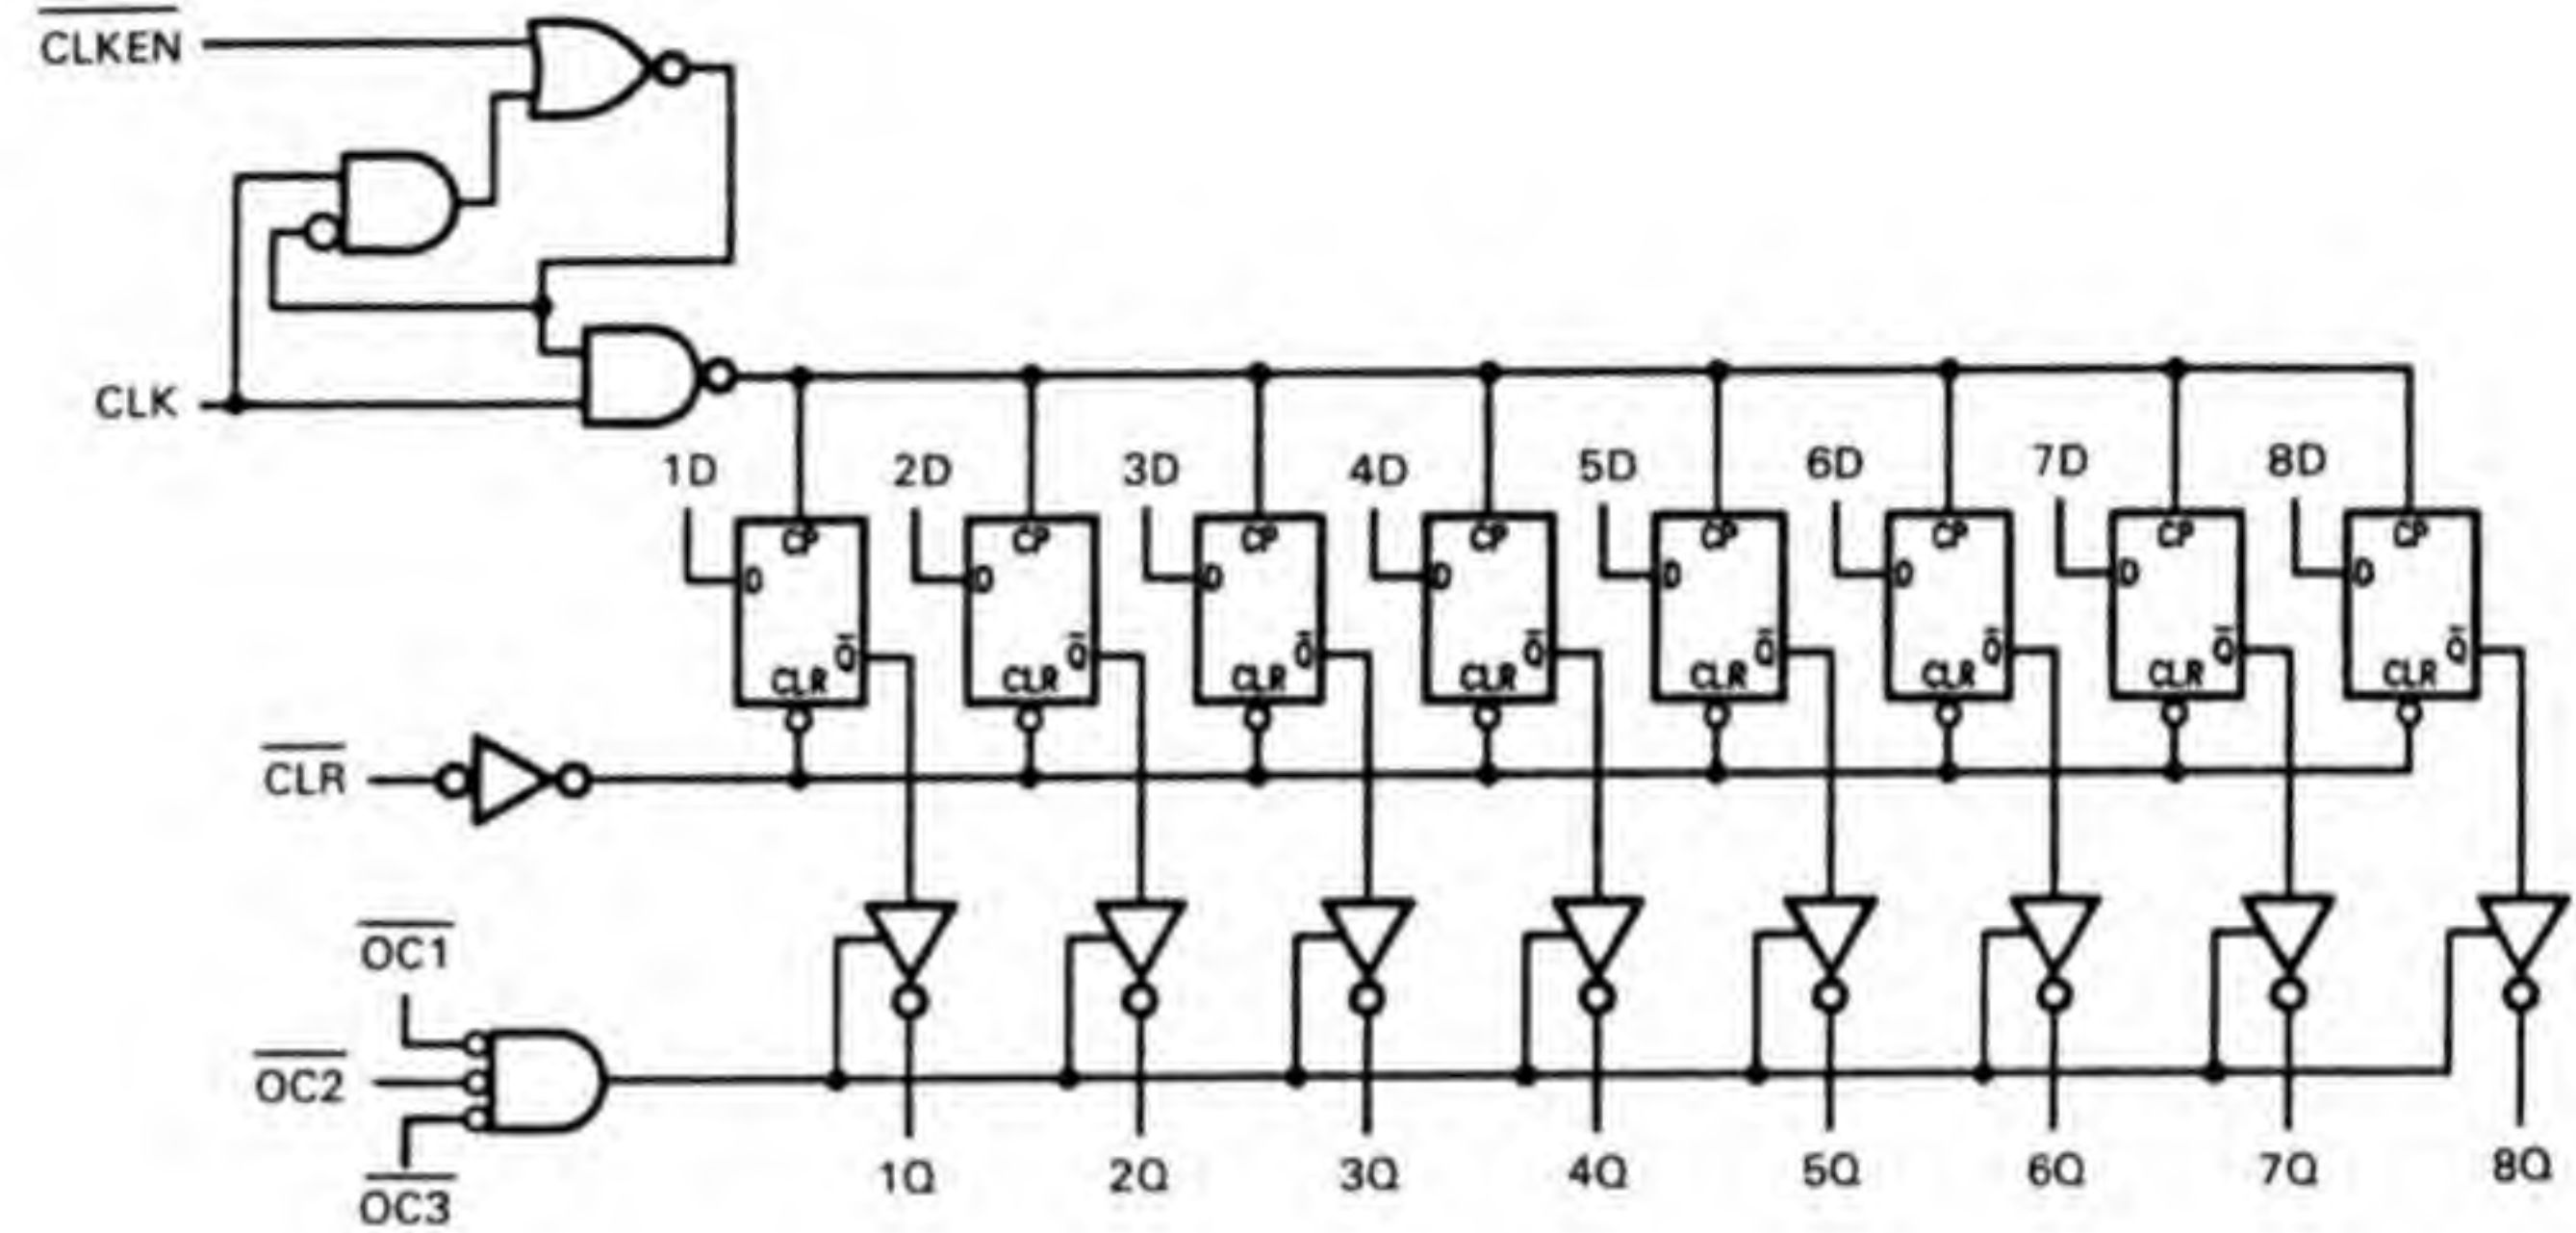 CLKEN
CLK
1D 2D 3D 4D 5D 6D 7D 8D
CP CP CP CP CP CP CP CP
D D D D D D D D
Q̅ Q̅ Q̅ Q̅ Q̅ Q̅ Q̅ Q̅
CLR CLR CLR CLR CLR CLR CLR CLR
CLR
OC1
OC2
OC3
1Q 2Q 3Q 4Q 5Q 6Q 7Q 8Q